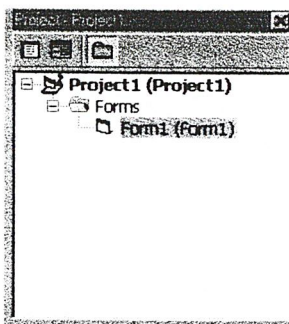 Project - Project1
Project1 (Project1)
Forms
Form1 (Form1)